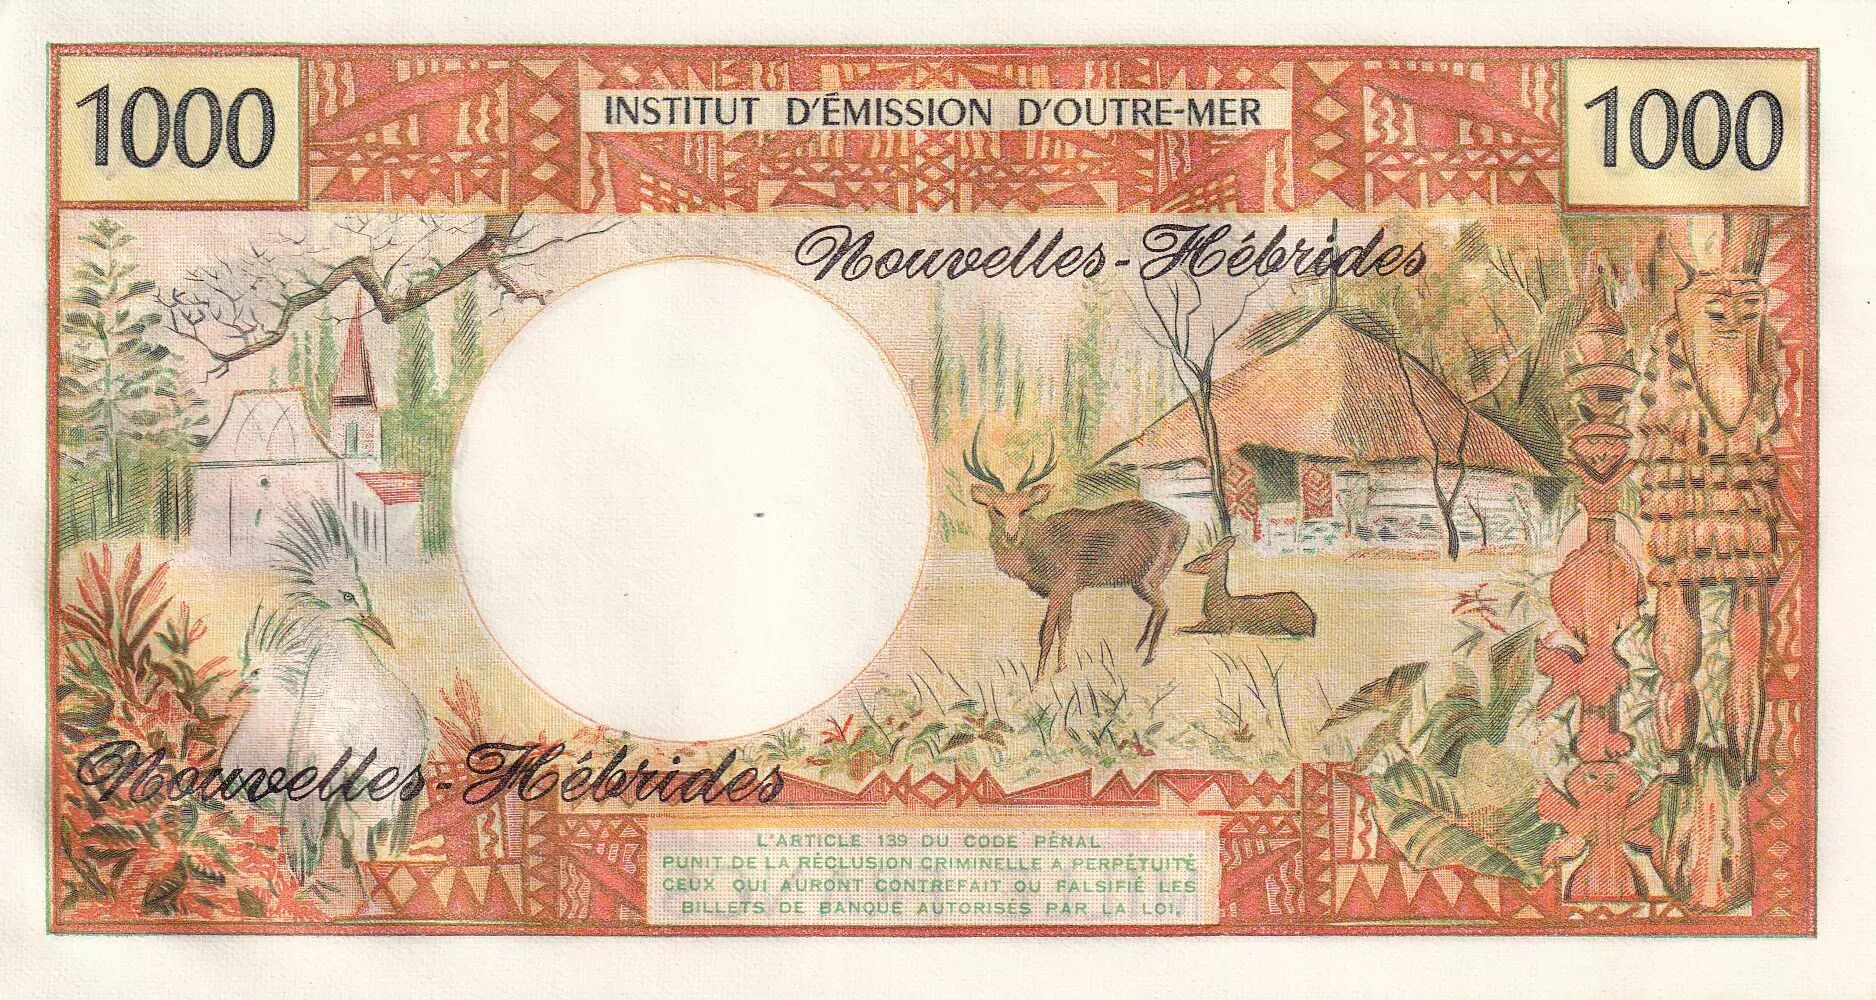 1000
INSTITUT D'ÉMISSION D'OUTRE-MER
1000
Nouvelles-Hébrides
Nouvelles-Hébrides
L'ARTICLE 139 DU CODE PÉNAL
PUNIT DE LA RÉCLUSION CRIMINELLE A PERPÉTUITÉ
CEUX QUI AURONT CONTREFAIT OU FALSIFIÉ LES
BILLETS DE BANQUE AUTORISÉS PAR LA LOI.